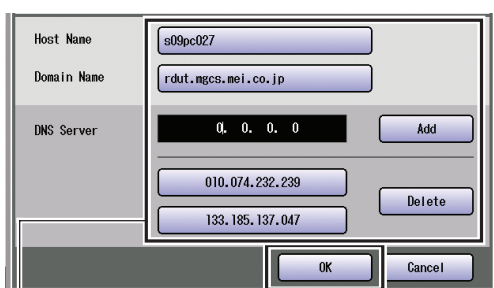 Host Name s09pc027
Domain Name rdut.mgcs.mei.co.jp
DNS Server 0. 0. 0. 0 Add
010.074.232.239
Delete
133.185.137.047
OK Cancel